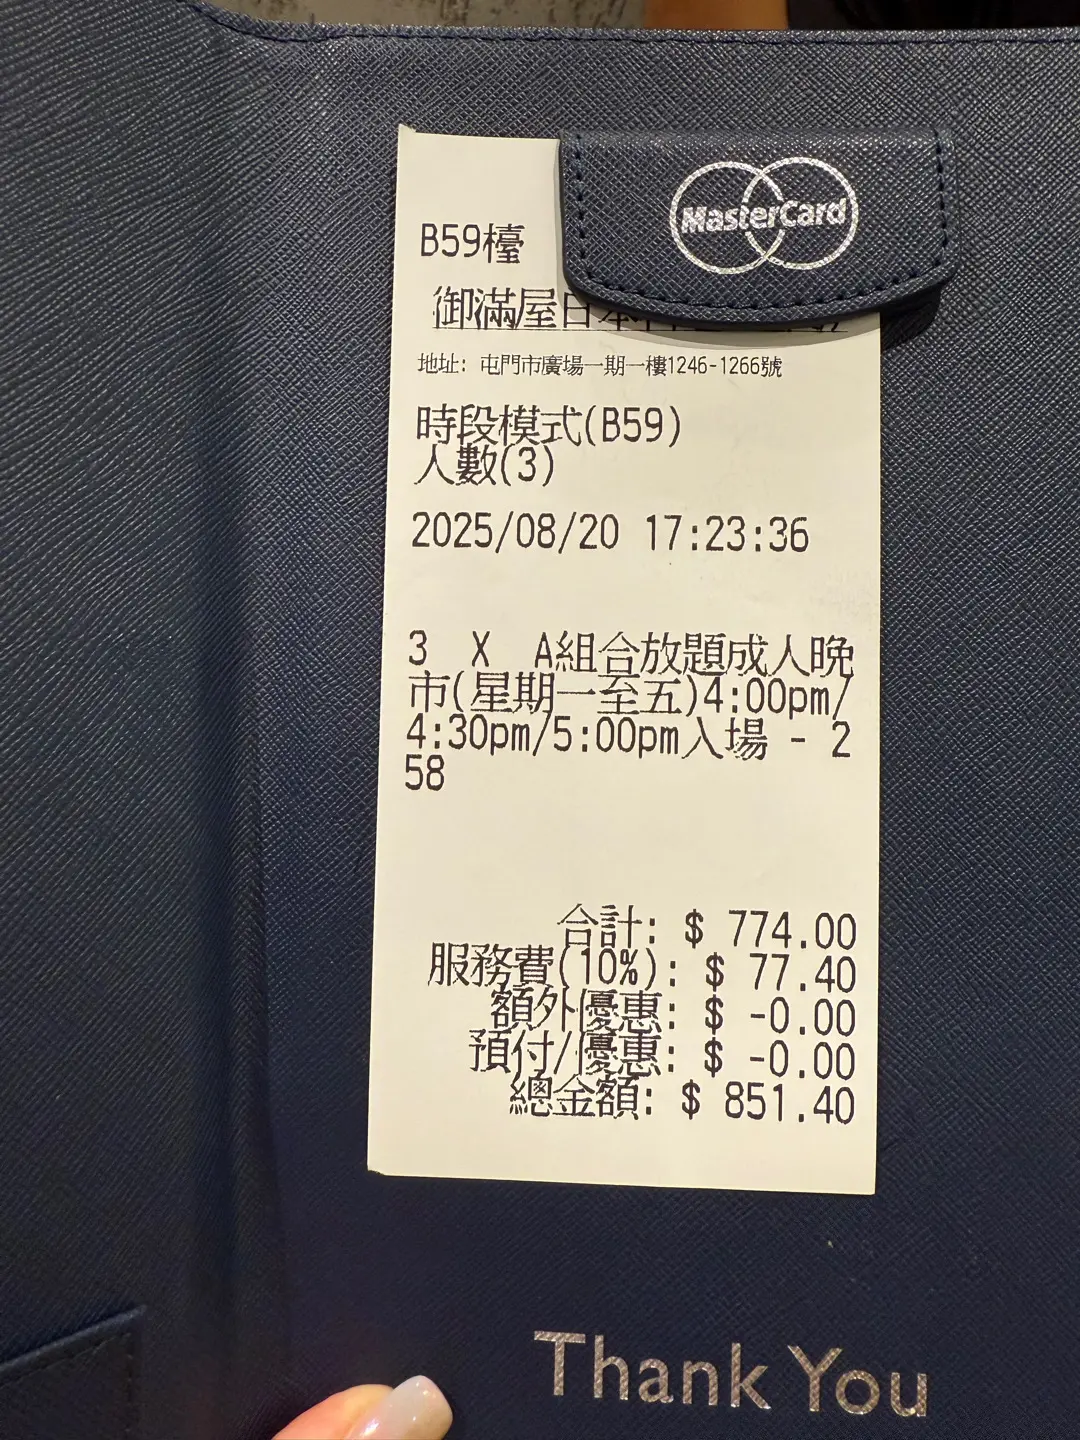 MasterCard
B59檯
御滿屋日本
地址: 屯門市廣場一期一樓1246-1266號
時段模式(B59)
人數(3)
2025/08/20 17:23:36
3 X A組合放題成人晚
市(星期一至五)4:00pm/
4:30pm/5:00pm入場 - 2
58
合計: $ 774.00
服務費(10%): $ 77.40
額外優惠: $ -0.00
預付/優惠: $ -0.00
總金額: $ 851.40
Thank You